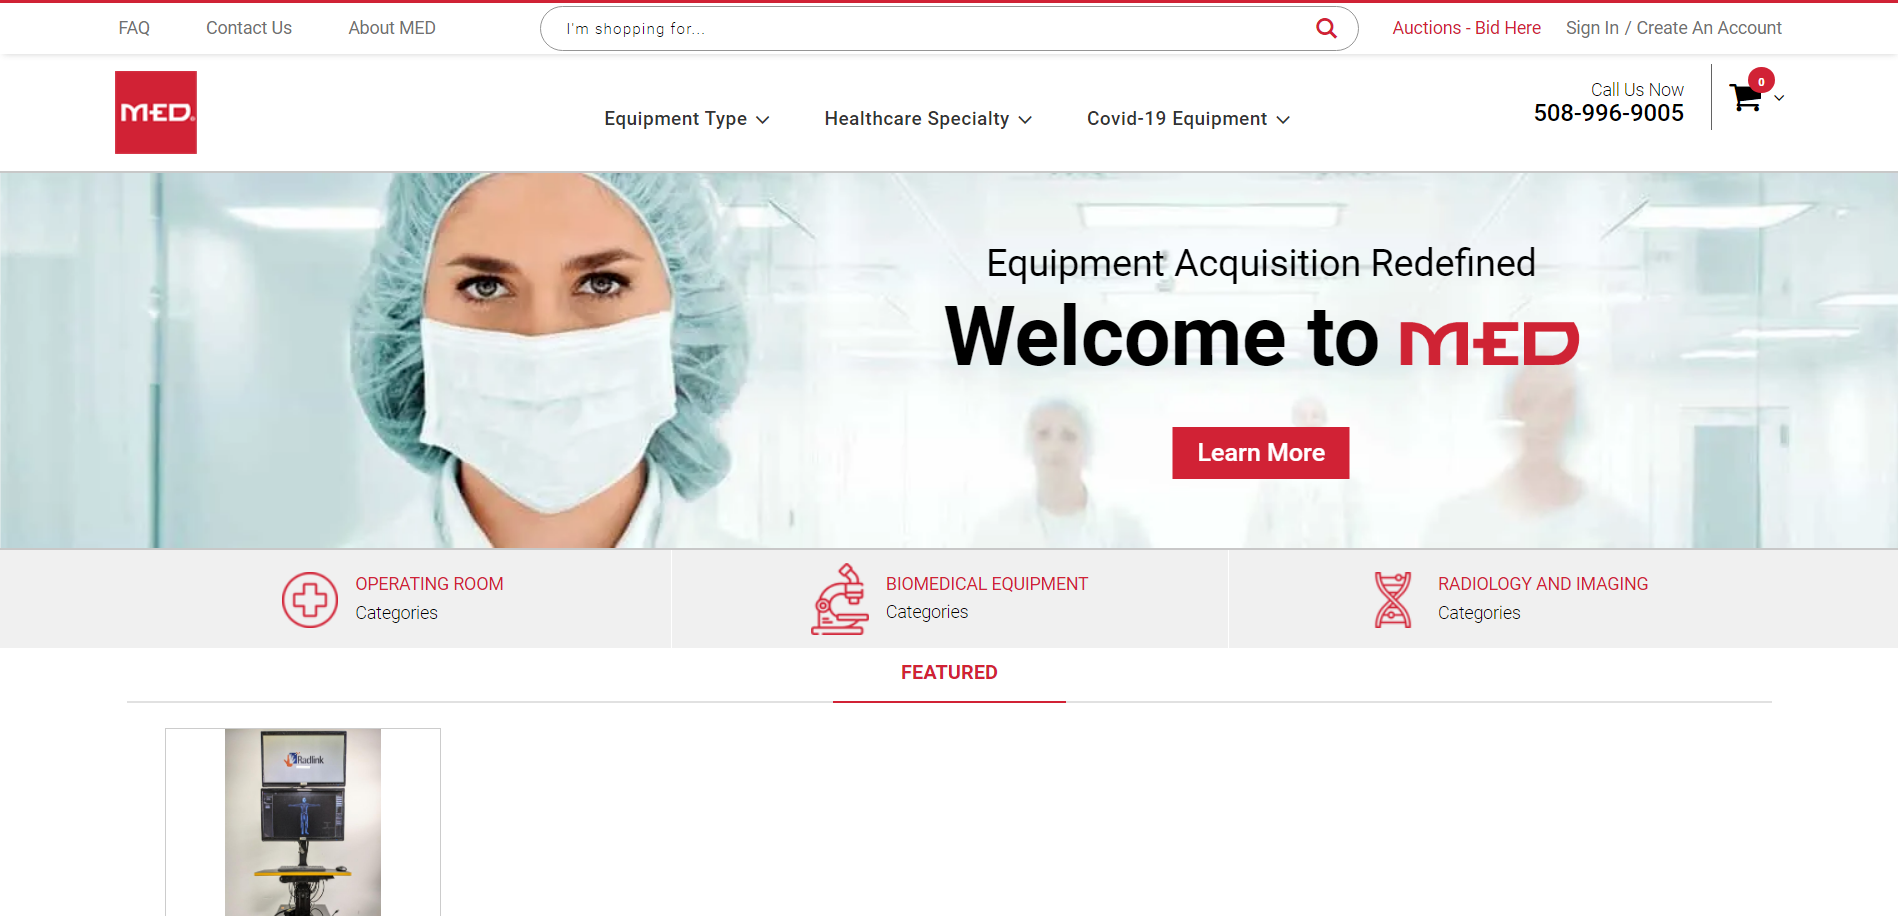 FAQ
Contact Us
About MED
I'm shopping for...
Auctions - Bid Here
Sign In / Create An Account
MED.
Equipment Type
Healthcare Specialty
Covid-19 Equipment
Call Us Now
508-996-9005
0
Equipment Acquisition Redefined
Welcome to MED
Learn More
OPERATING ROOM
Categories
BIOMEDICAL EQUIPMENT
Categories
RADIOLOGY AND IMAGING
Categories
FEATURED
Radlink